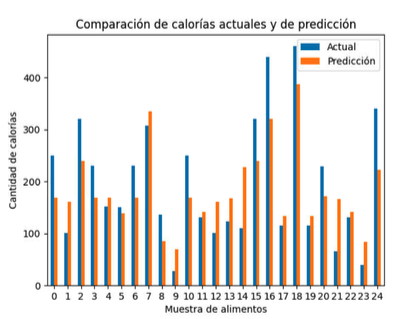 Comparación de calorías actuales y de predicción
Actual
Predicción
Cantidad de calorías
400
300
200
100
0
0 1 2 3 4 5 6 7 8 9 10 11 12 13 14 15 16 17 18 19 20 21 22 23 24
Muestra de alimentos